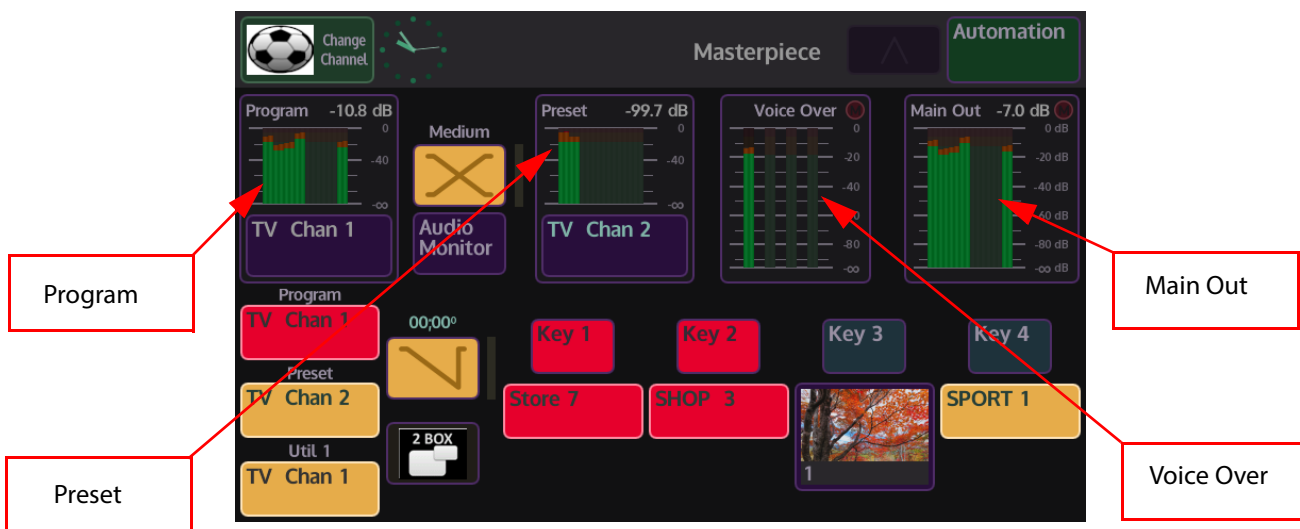 Change
Channel
Masterpiece
Automation
Program -10.8 dB
0
-40
-∞
TV Chan 1
Medium
Audio
Monitor
Preset -99.7 dB
0
-40
-∞
TV Chan 2
Voice Over
0
-20
-40
-80
-∞
Main Out -7.0 dB
0 dB
-20 dB
-40 dB
-60 dB
-80 dB
-∞ dB
Program
Main Out
Program
TV Chan 1
00;00⁰
Key 1
Key 2
Key 3
Key 4
Preset
TV Chan 2
Store 7
SHOP 3
SPORT 1
2 BOX
1
Util 1
TV Chan 1
Preset
Voice Over